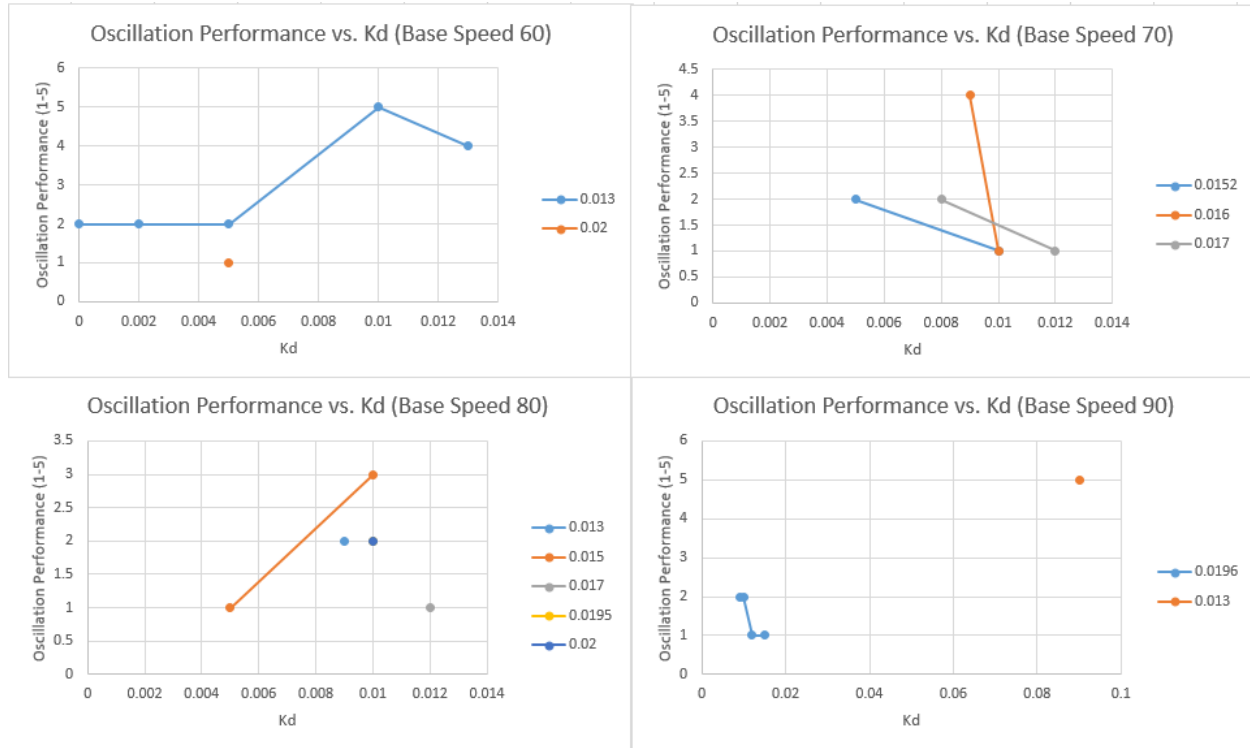 Oscillation Performance vs. Kd (Base Speed 60)
Oscillation Performance (1-5)
6
5
4
3
2
1
0
0 0.002 0.004 0.006 0.008 0.01 0.012 0.014
Kd
0.013
0.02
Oscillation Performance vs. Kd (Base Speed 70)
Oscillation Performance (1-5)
4.5
4
3.5
3
2.5
2
1.5
1
0.5
0
0 0.002 0.004 0.006 0.008 0.01 0.012 0.014
Kd
0.0152
0.016
0.017
Oscillation Performance vs. Kd (Base Speed 80)
Oscillation Performance (1-5)
3.5
3
2.5
2
1.5
1
0.5
0
0 0.002 0.004 0.006 0.008 0.01 0.012 0.014
Kd
0.013
0.015
0.017
0.0195
0.02
Oscillation Performance vs. Kd (Base Speed 90)
Oscillation Performance (1-5)
6
5
4
3
2
1
0
0 0.02 0.04 0.06 0.08 0.1
Kd
0.0196
0.013